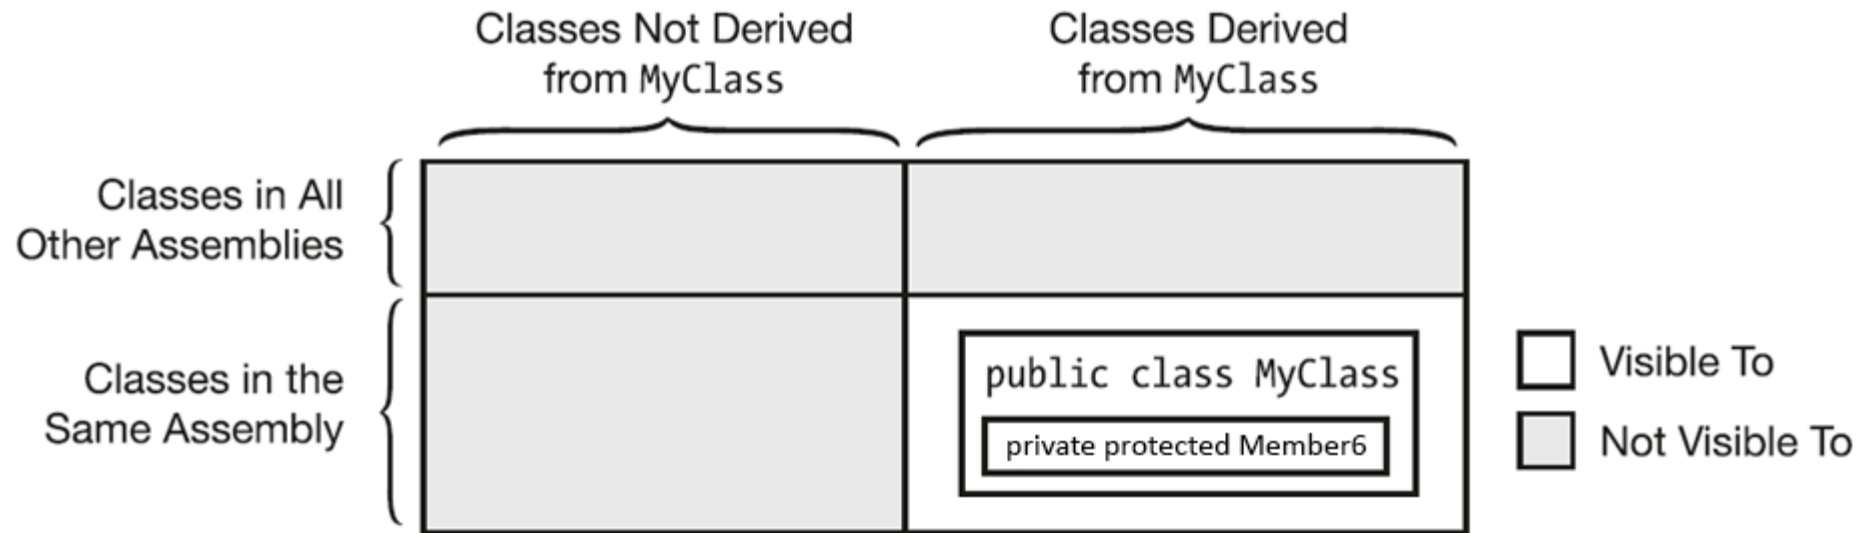 Classes Not Derived
from MyClass
Classes Derived
from MyClass
Classes in All
Other Assemblies
Classes in the
Same Assembly
public class MyClass
private protected Member6
Visible To
Not Visible To